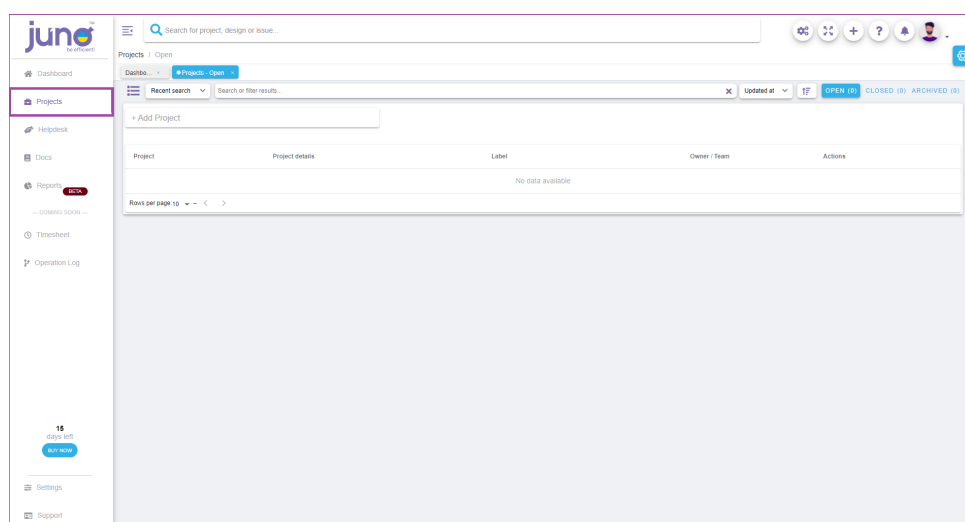 juno
™
be efficient!
Search for project, design or issue...
Projects / Open
Dashbo... ×
Projects - Open ×
Recent search
Search or filter results...
Updated at
OPEN (0) CLOSED (0) ARCHIVED (0)
+ Add Project
Project Project details Label Owner / Team Actions
No data available
Rows per page: 10 –
Dashboard
Projects
Helpdesk
Docs
Reports BETA
— COMING SOON —
Timesheet
Operation Log
15
days left
BUY NOW
Settings
Support